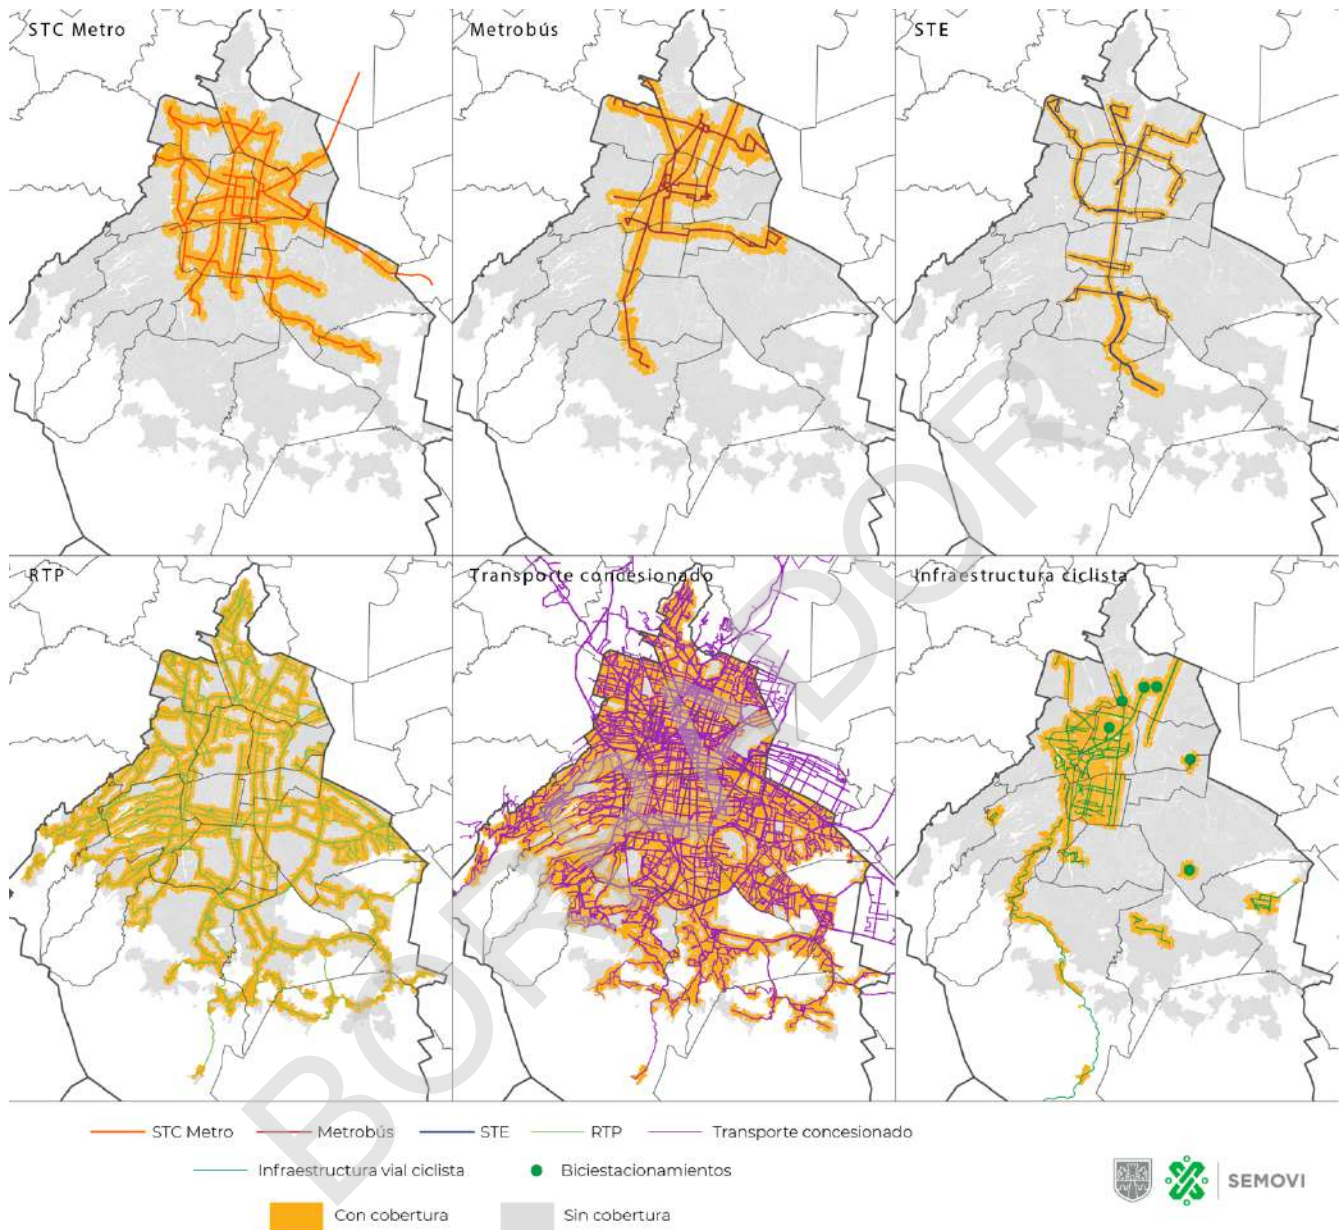 STC Metro
Metrobús
STE
RTP
Transporte concesionado
Infraestructura ciclista
BORRADOR
STC Metro
Metrobús
STE
RTP
Transporte concesionado
Infraestructura vial ciclista
Biciestacionamientos
Con cobertura
Sin cobertura
SEMOVI